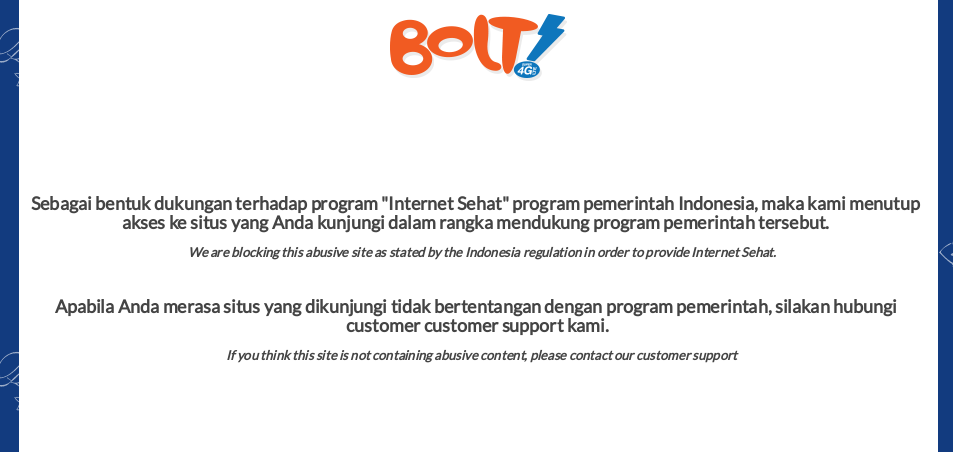 BOLT!
4G
Sebagai bentuk dukungan terhadap program "Internet Sehat" program pemerintah Indonesia, maka kami menutup
akses ke situs yang Anda kunjungi dalam rangka mendukung program pemerintah tersebut.
We are blocking this abusive site as stated by the Indonesia regulation in order to provide Internet Sehat.
Apabila Anda merasa situs yang dikunjungi tidak bertentangan dengan program pemerintah, silakan hubungi
customer customer support kami.
If you think this site is not containing abusive content, please contact our customer support